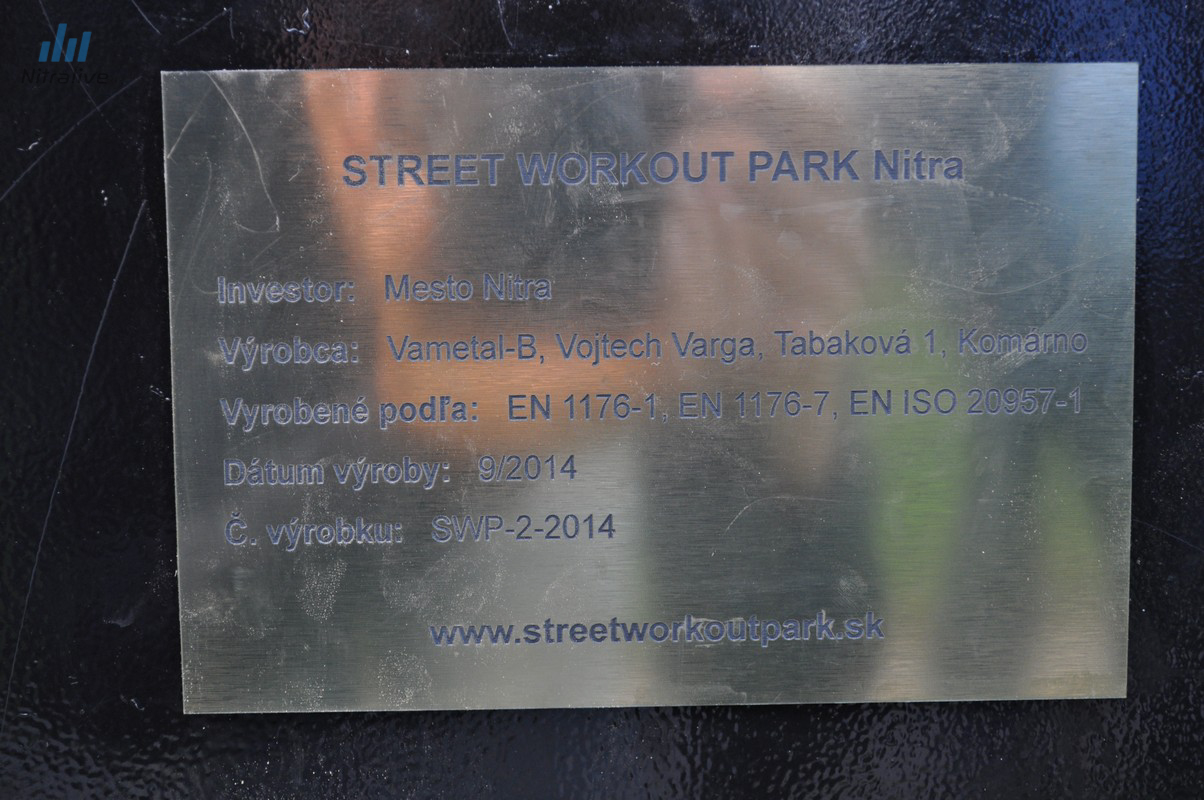 Nitralive
STREET WORKOUT PARK Nitra
Investor: Mesto Nitra
Výrobca: Vametal-B, Vojtech Varga, Tabaková 1, Komárno
Vyrobené podľa: EN 1176-1, EN 1176-7, EN ISO 20957-1
Dátum výroby: 9/2014
Č. výrobku: SWP-2-2014
www.streetworkoutpark.sk